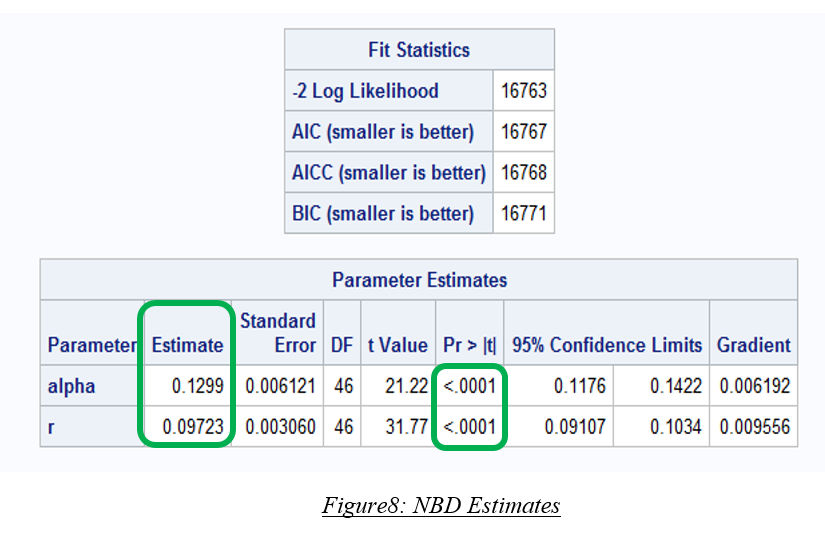 Fit Statistics
-2 Log Likelihood 16763
AIC (smaller is better) 16767
AICC (smaller is better) 16768
BIC (smaller is better) 16771
Parameter Estimates
Parameter Estimate Standard Error DF t Value Pr > |t| 95% Confidence Limits Gradient
alpha 0.1299 0.006121 46 21.22 <.0001 0.1176 0.1422 0.006192
r 0.09723 0.003060 46 31.77 <.0001 0.09107 0.1034 0.009556
Figure8: NBD Estimates